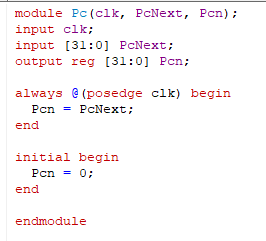 module Pc(clk, PcNext, Pcn);
input clk;
input [31:0] PcNext;
output reg [31:0] Pcn;
always @(posedge clk) begin
Pcn = PcNext;
end
initial begin
Pcn = 0;
end
endmodule